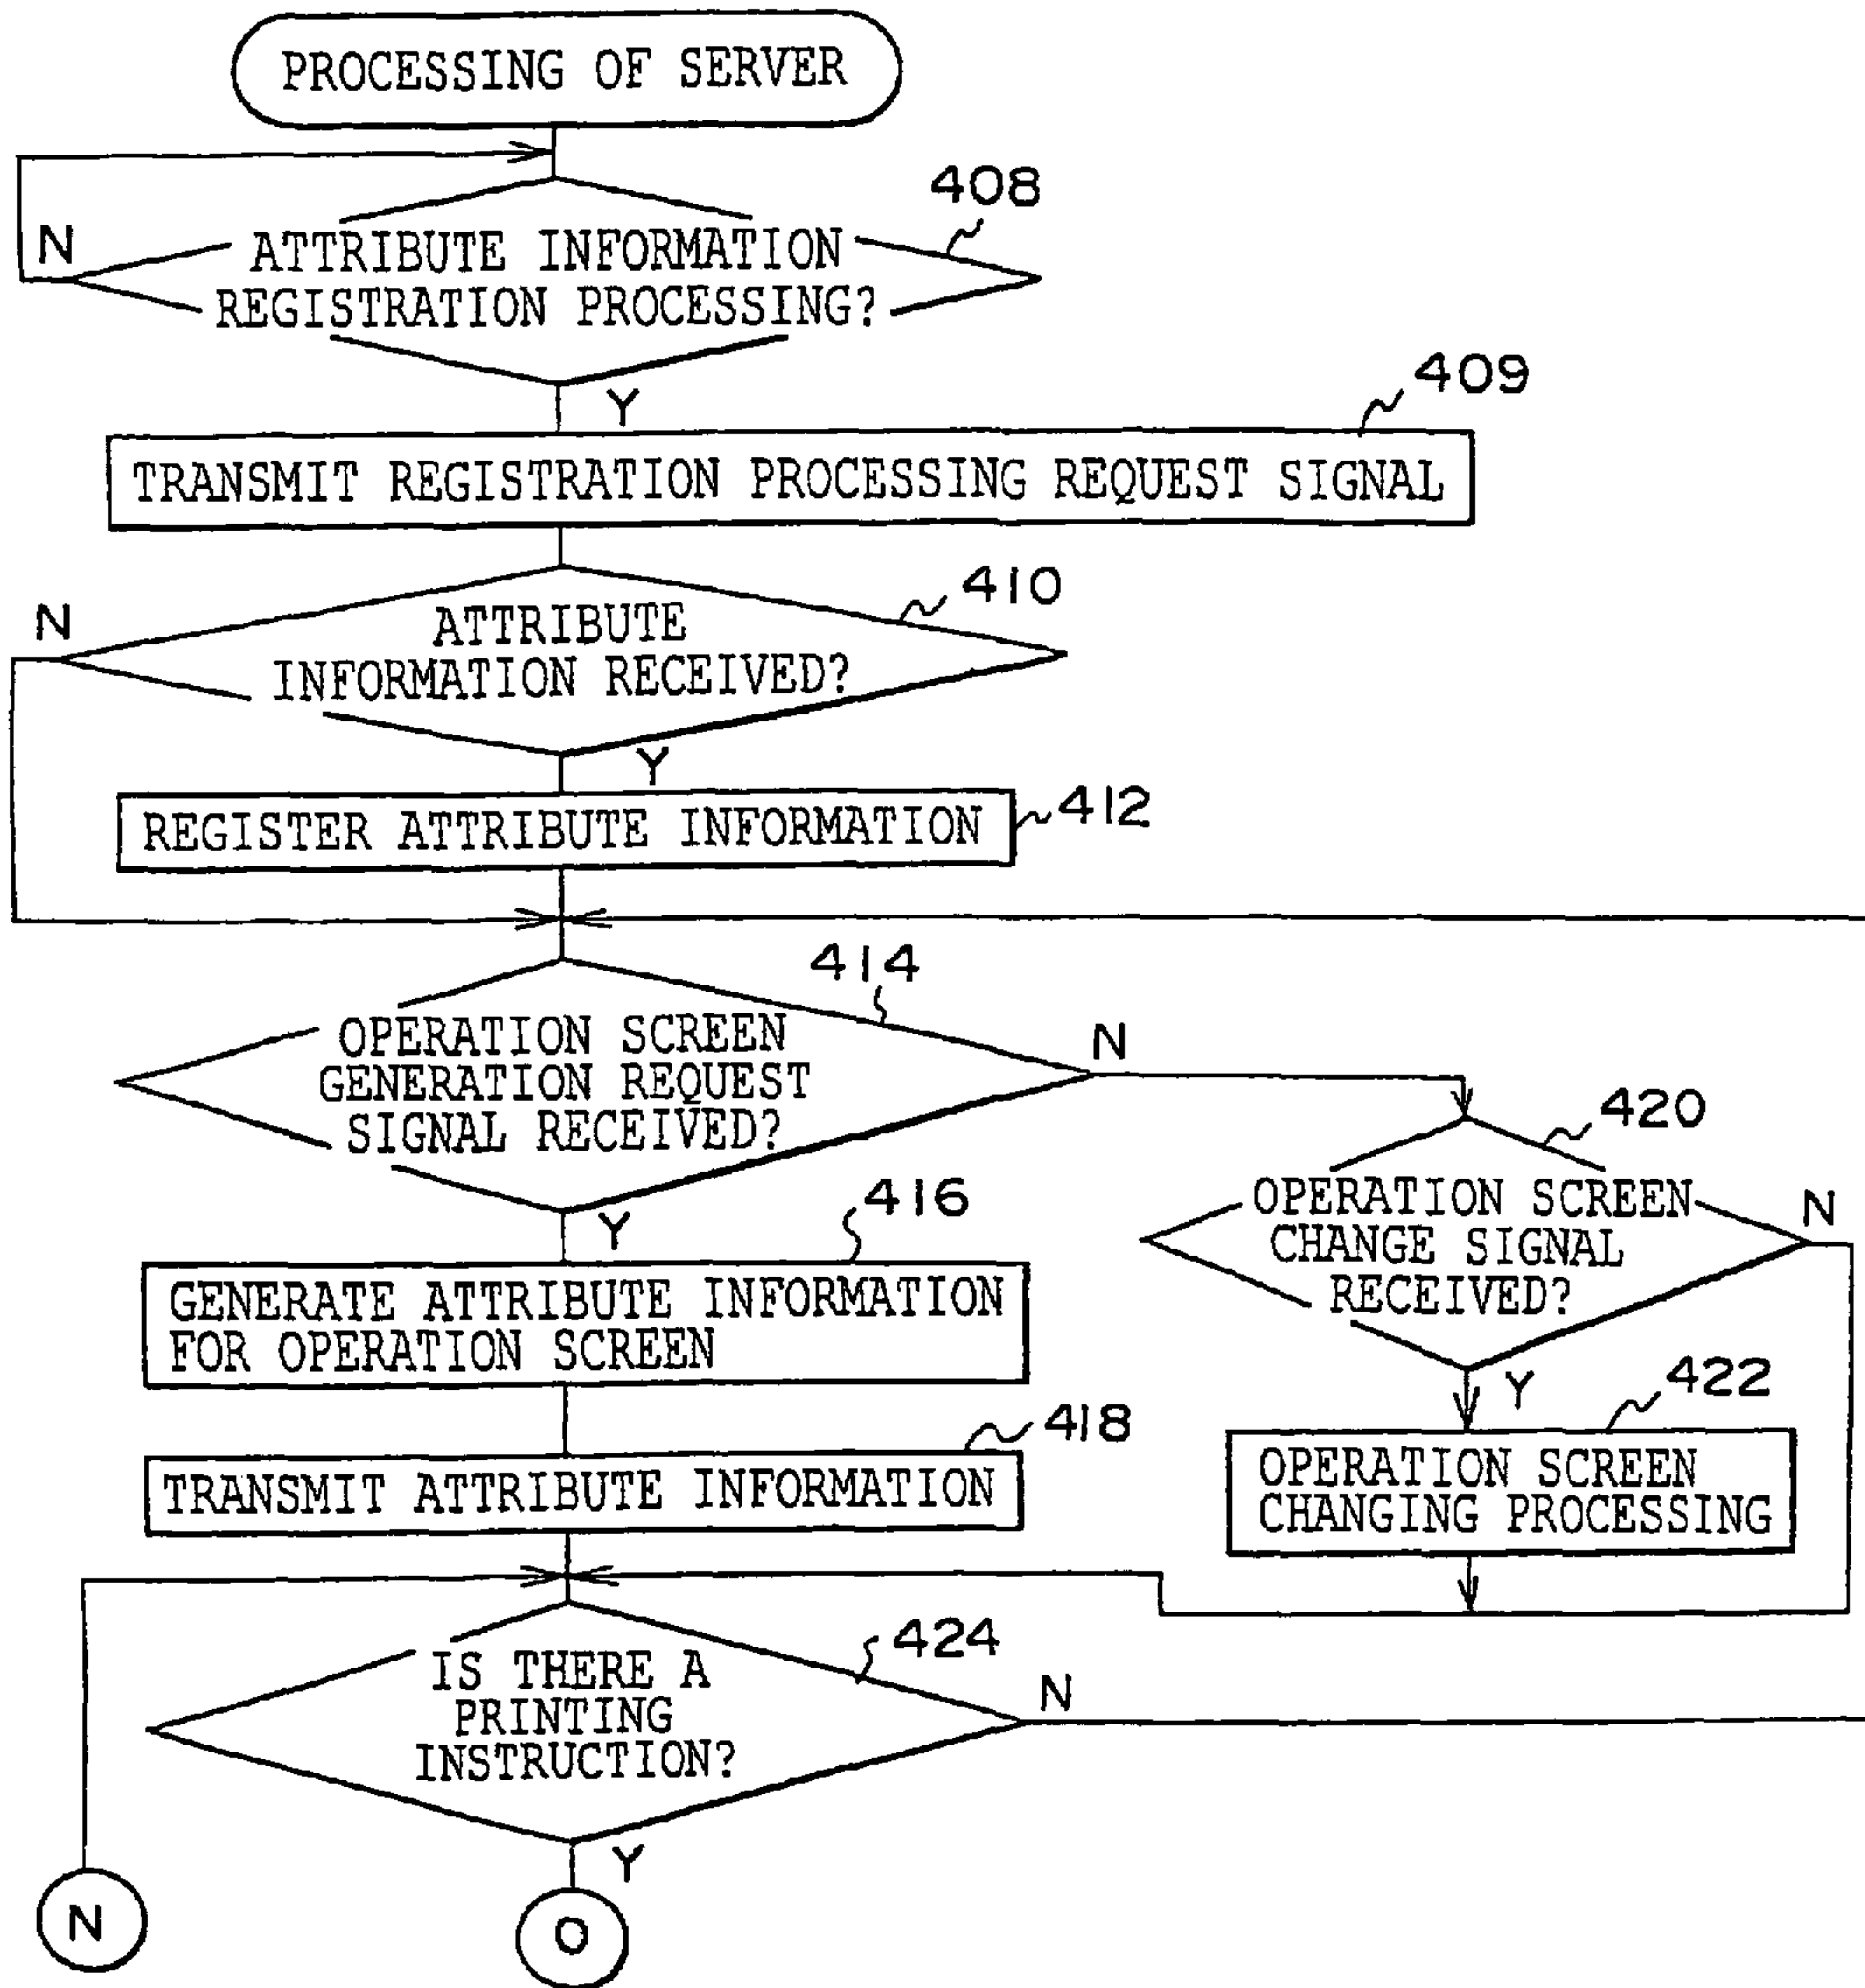 PROCESSING OF SERVER
408
N
ATTRIBUTE INFORMATION
REGISTRATION PROCESSING?
Y
409
TRANSMIT REGISTRATION PROCESSING REQUEST SIGNAL
410
N
ATTRIBUTE
INFORMATION RECEIVED?
Y
REGISTER ATTRIBUTE INFORMATION
412
414
OPERATION SCREEN
GENERATION REQUEST
SIGNAL RECEIVED?
N
Y
420
OPERATION SCREEN
CHANGE SIGNAL
RECEIVED?
N
Y
416
GENERATE ATTRIBUTE INFORMATION
FOR OPERATION SCREEN
418
TRANSMIT ATTRIBUTE INFORMATION
422
OPERATION SCREEN
CHANGING PROCESSING
424
IS THERE A
PRINTING
INSTRUCTION?
N
Y
N
O